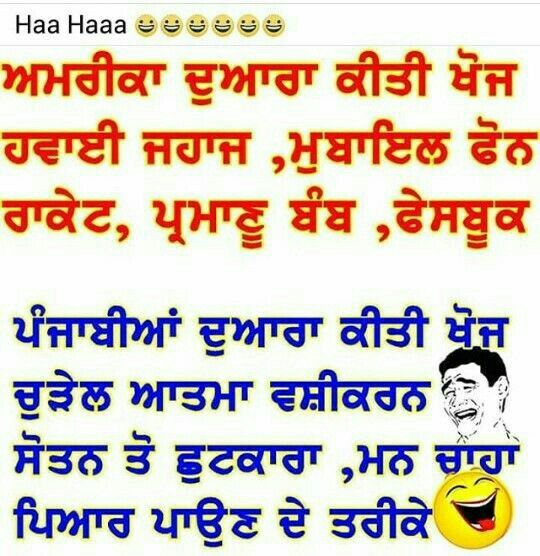 Haa Haaa 😀😀😀😀😀😀
ਅਮਰੀਕਾ ਦੁਆਰਾ ਕੀਤੀ ਖੋਜ
ਹਵਾਈ ਜਹਾਜ ,ਮੁਬਾਇਲ ਫੋਨ
ਰਾਕੇਟ, ਪ੍ਰਮਾਣੂ ਬੰਬ ,ਫੇਸਬੂਕ
ਪੰਜਾਬੀਆਂ ਦੁਆਰਾ ਕੀਤੀ ਖੋਜ
ਚੁੜੇਲ ਆਤਮਾ ਵਸ਼ੀਕਰਨ
ਸੋਤਨ ਤੋਂ ਛੁਟਕਾਰਾ ,ਮਨ ਚਾਹਾ
ਪਿਆਰ ਪਾਉਣ ਦੇ ਤਰੀਕੇ